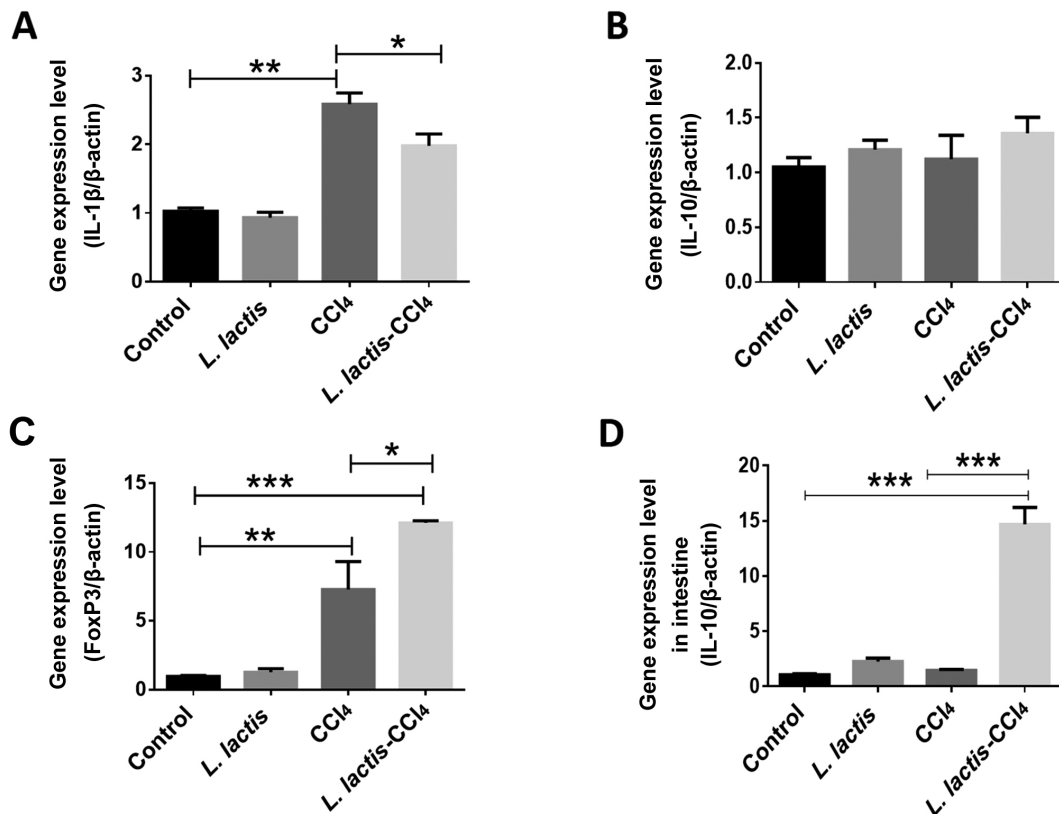 A
Gene expression level
(IL-1β/β-actin)
3
2
1
0
**
*
Control
L. lactis
CCl₄
L. lactis-CCl₄
B
Gene expression level
(IL-10/β-actin)
2.0
1.5
1.0
0.5
0.0
Control
L. lactis
CCl₄
L. lactis-CCl₄
C
Gene expression level
(FoxP3/β-actin)
15
10
5
0
*
***
**
Control
L. lactis
CCl₄
L. lactis-CCl₄
D
Gene expression level
in intestine
(IL-10/β-actin)
20
15
10
5
0
***
***
Control
L. lactis
CCl₄
L. lactis-CCl₄